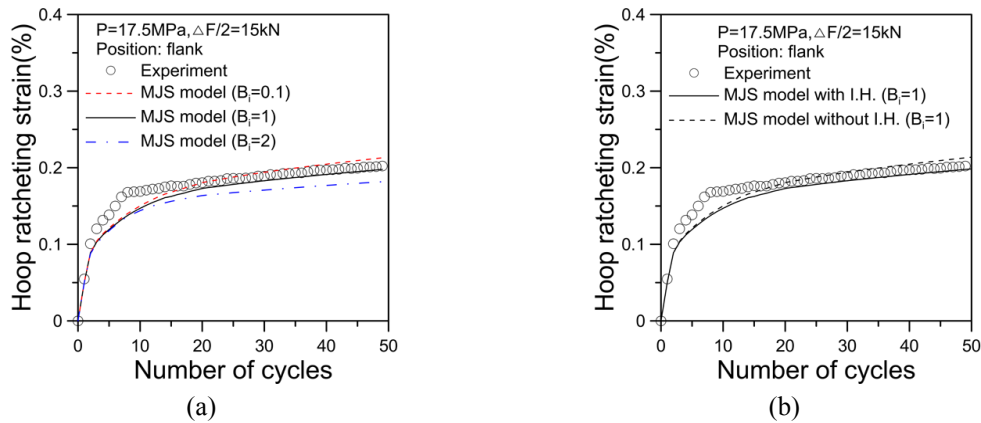 P=17.5MPa,△F/2=15kN
Position: flank
Experiment
MJS model (Bi=0.1)
MJS model (Bi=1)
MJS model (Bi=2)
Hoop ratcheting strain(%)
0.4
0.3
0.2
0.1
0
0 10 20 30 40 50
Number of cycles
(a)
P=17.5MPa,△F/2=15kN
Position: flank
Experiment
MJS model with I.H. (Bi=1)
MJS model without I.H. (Bi=1)
Hoop ratcheting strain(%)
0.4
0.3
0.2
0.1
0
0 10 20 30 40 50
Number of cycles
(b)